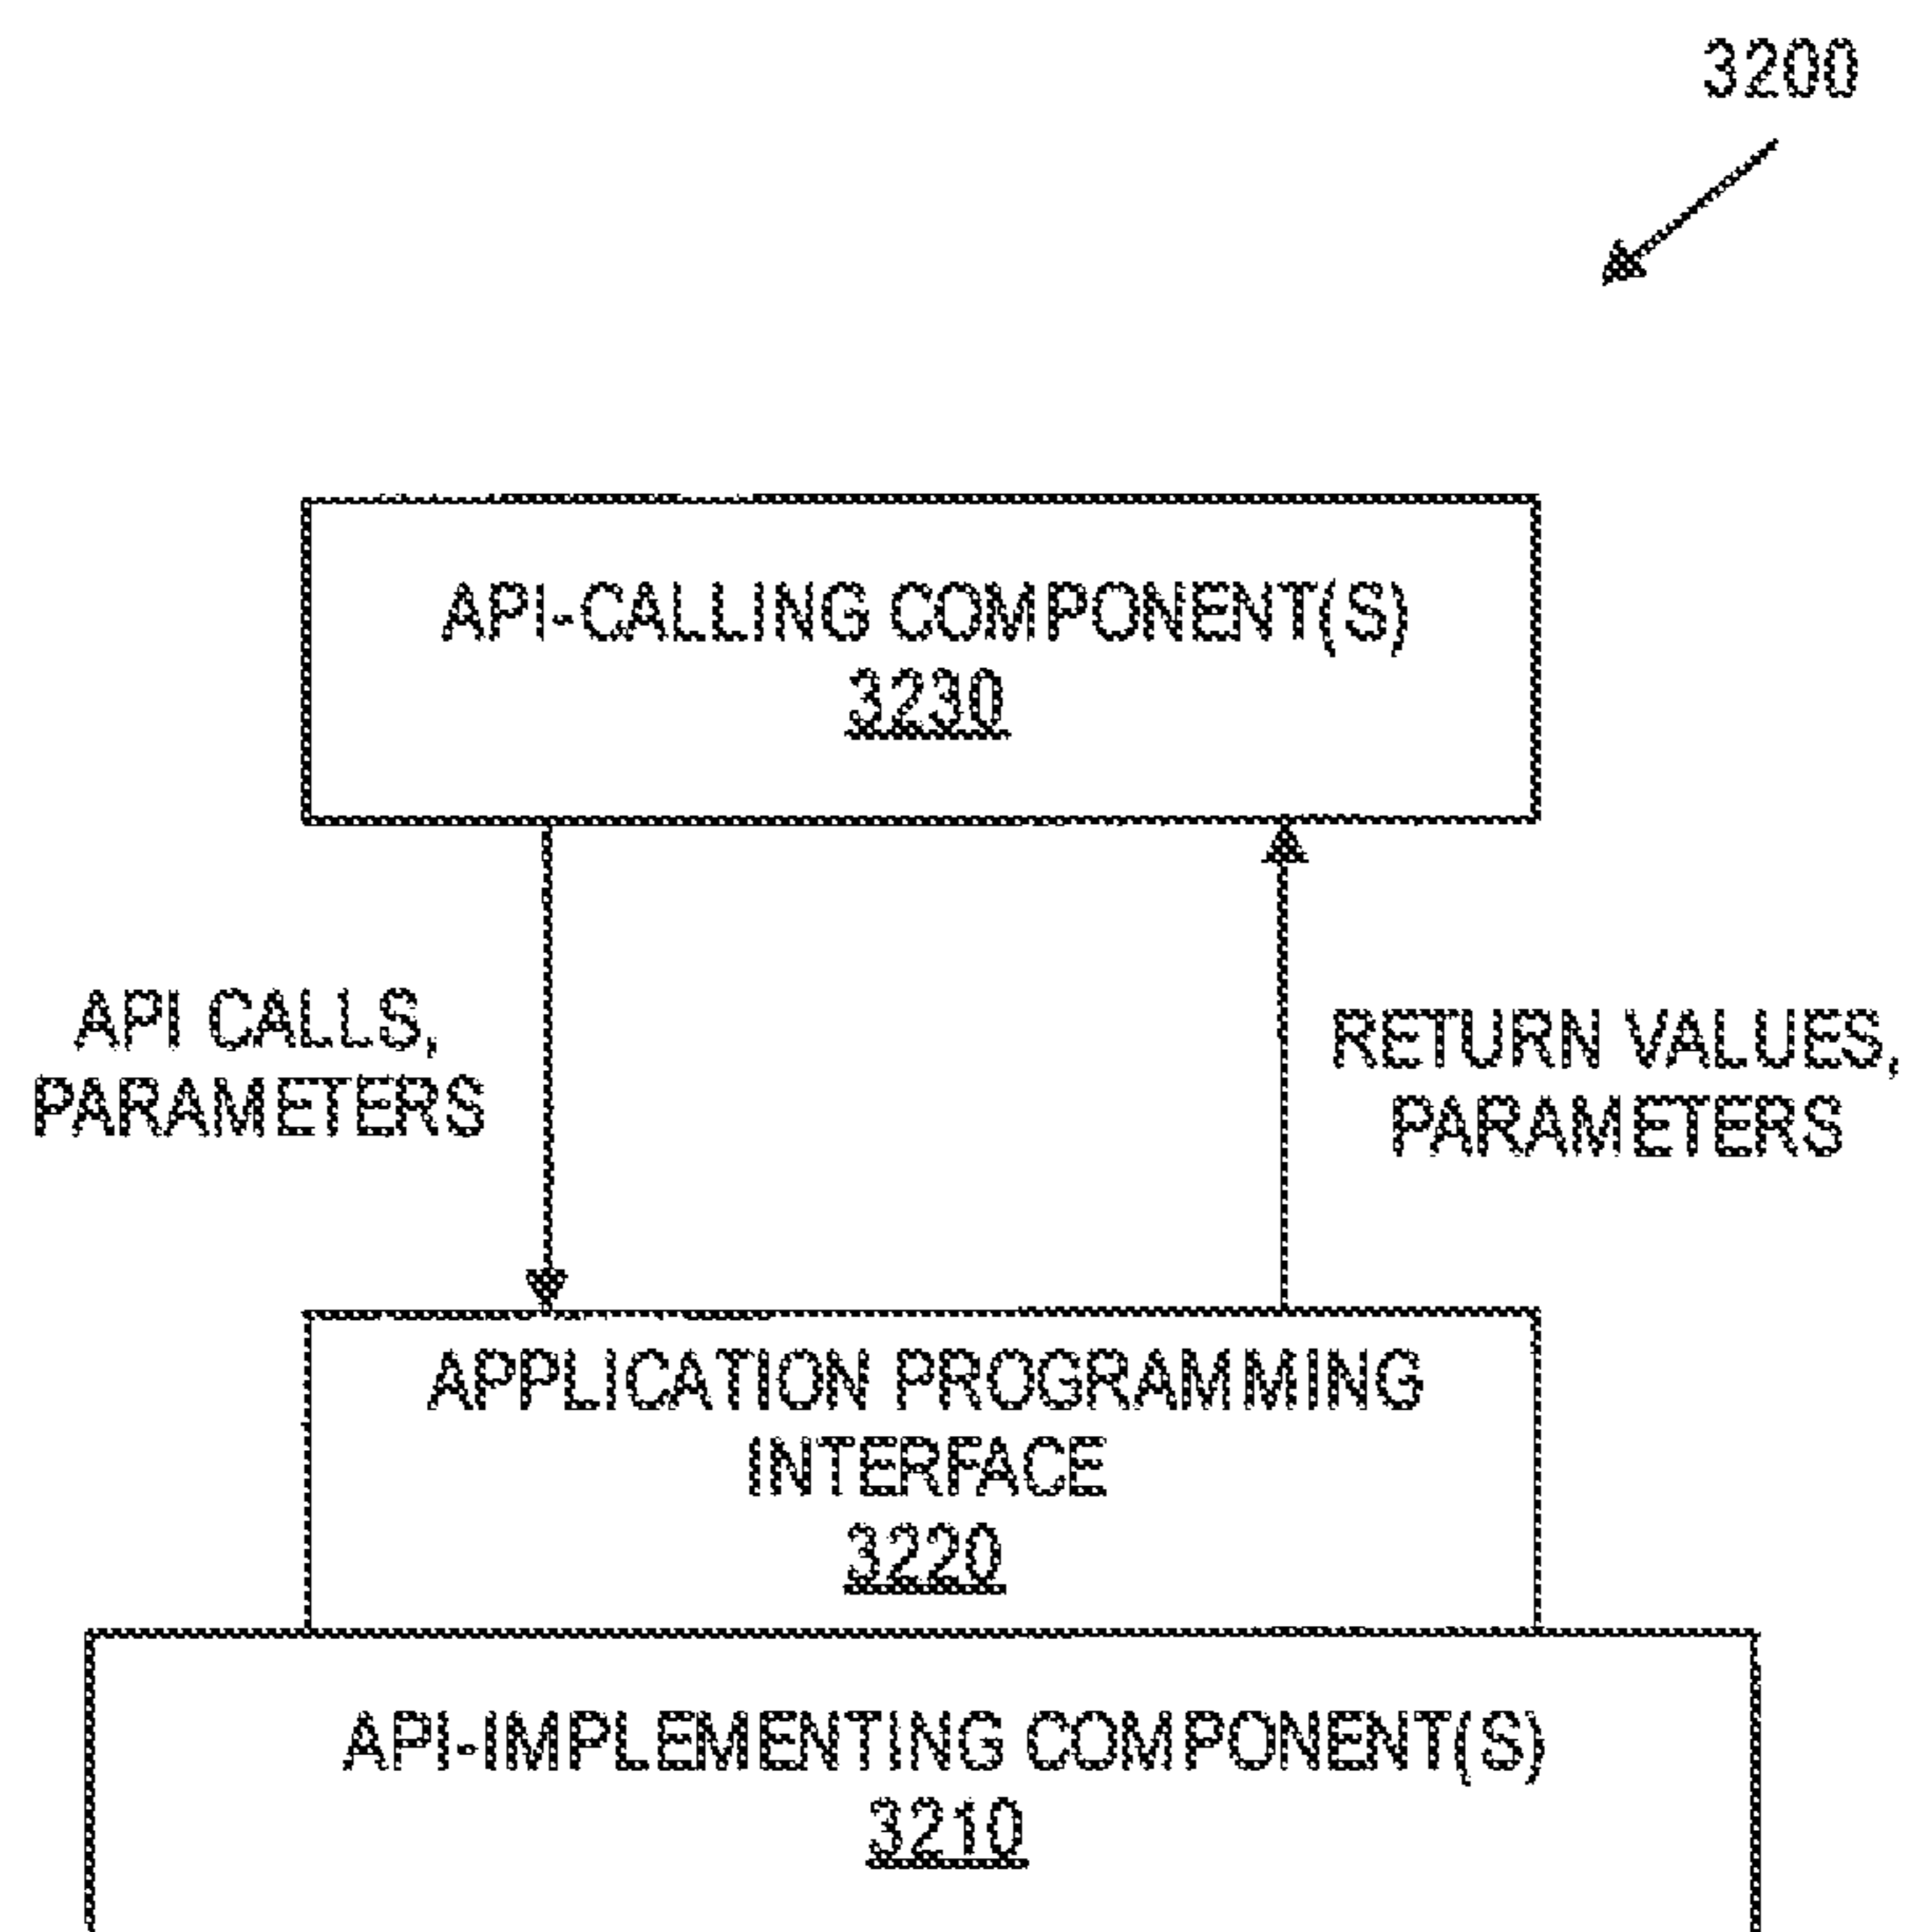 3200
API-CALLING COMPONENT(S)
3230
API CALLS,
PARAMETERS
RETURN VALUES,
PARAMETERS
APPLICATION PROGRAMMING
INTERFACE
3220
API-IMPLEMENTING COMPONENT(S)
3210